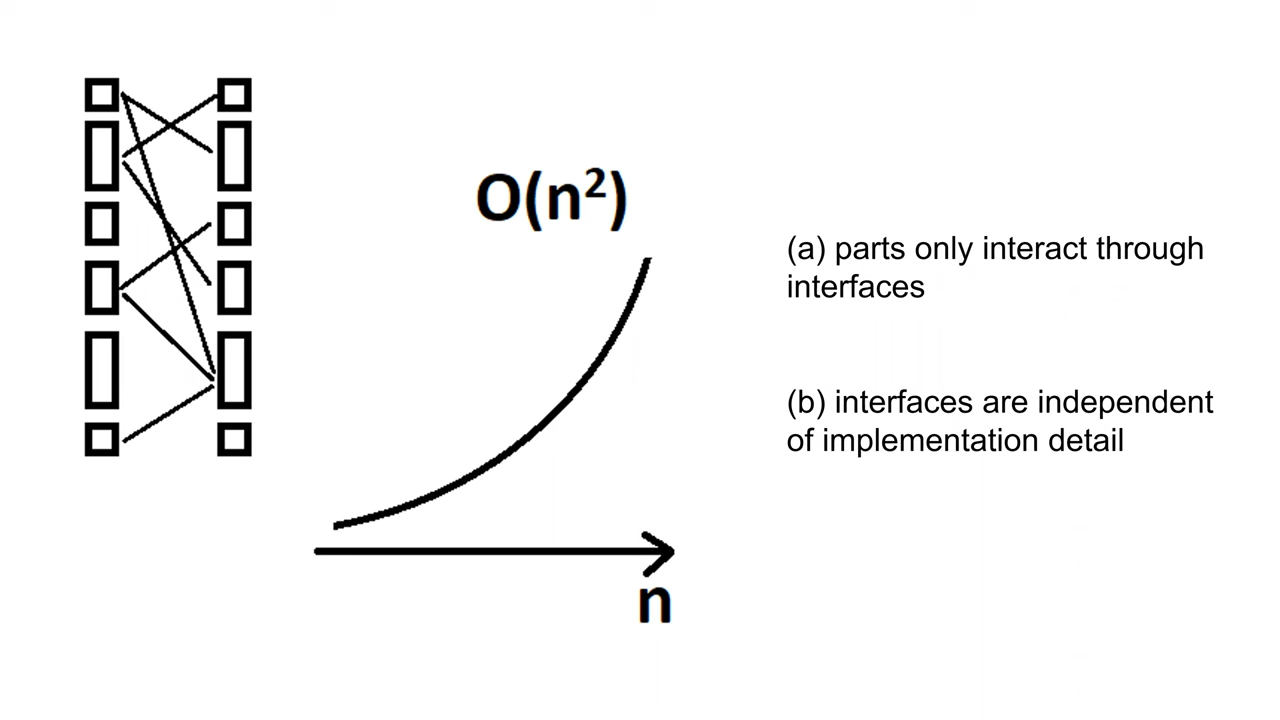 O(n²)
n
(a) parts only interact through
interfaces
(b) interfaces are independent
of implementation detail